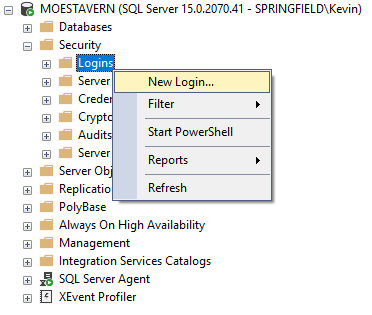 MOESTAVERN (SQL Server 15.0.2070.41 - SPRINGFIELD\Kevin)
Databases
Security
Logins
New Login...
Server
Filter
Creden
Crypto
Start PowerShell
Audits
Server
Reports
Server Obj
Replication
Refresh
PolyBase
Always On High Availability
Management
Integration Services Catalogs
SQL Server Agent
XEvent Profiler